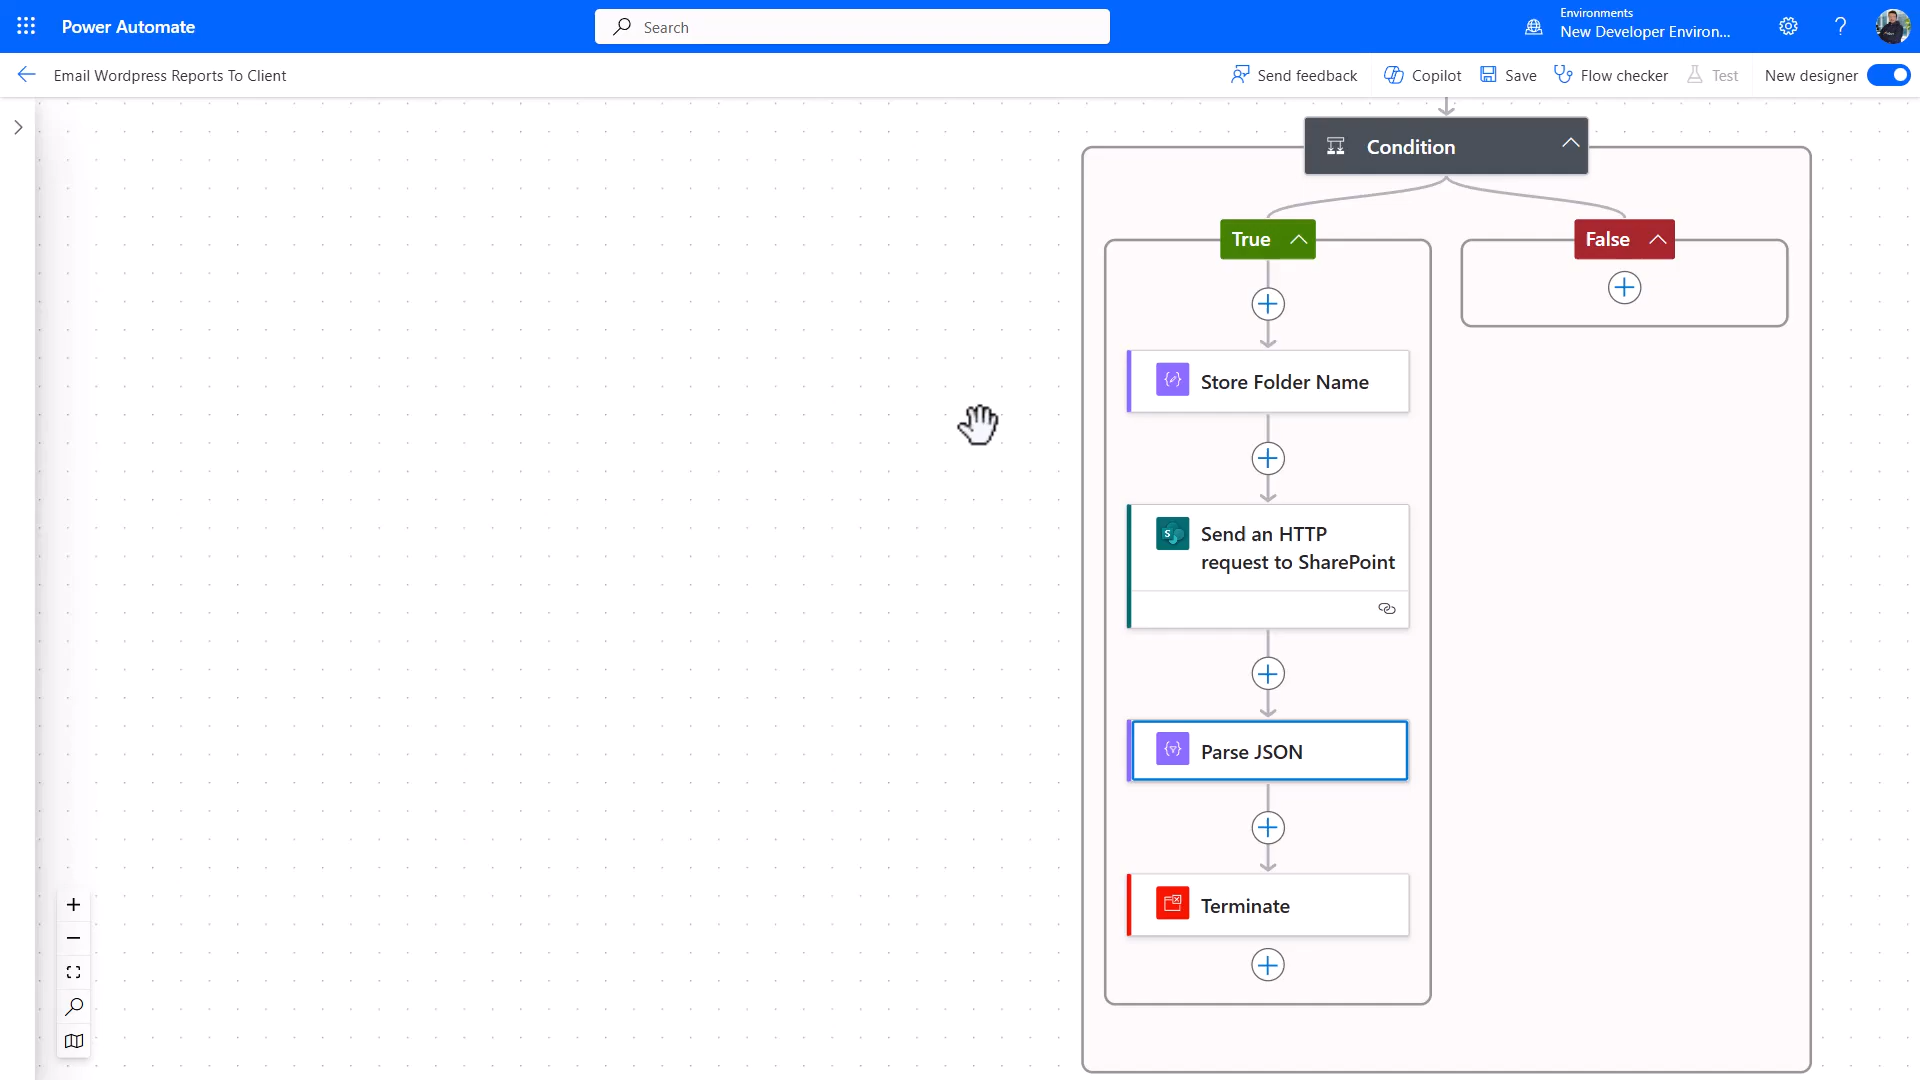 Power Automate
Search
Environments
New Developer Environ...
Email Wordpress Reports To Client
Send feedback
Copilot
Save
Flow checker
Test
New designer
Condition
True
False
Store Folder Name
Send an HTTP
request to SharePoint
Parse JSON
Terminate